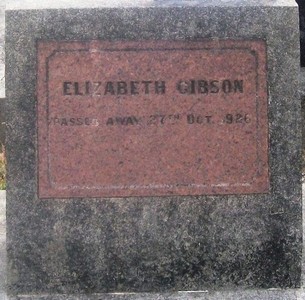 ELIZABETH GIBSON
PASSED AWAY 27TH OCT. 1926